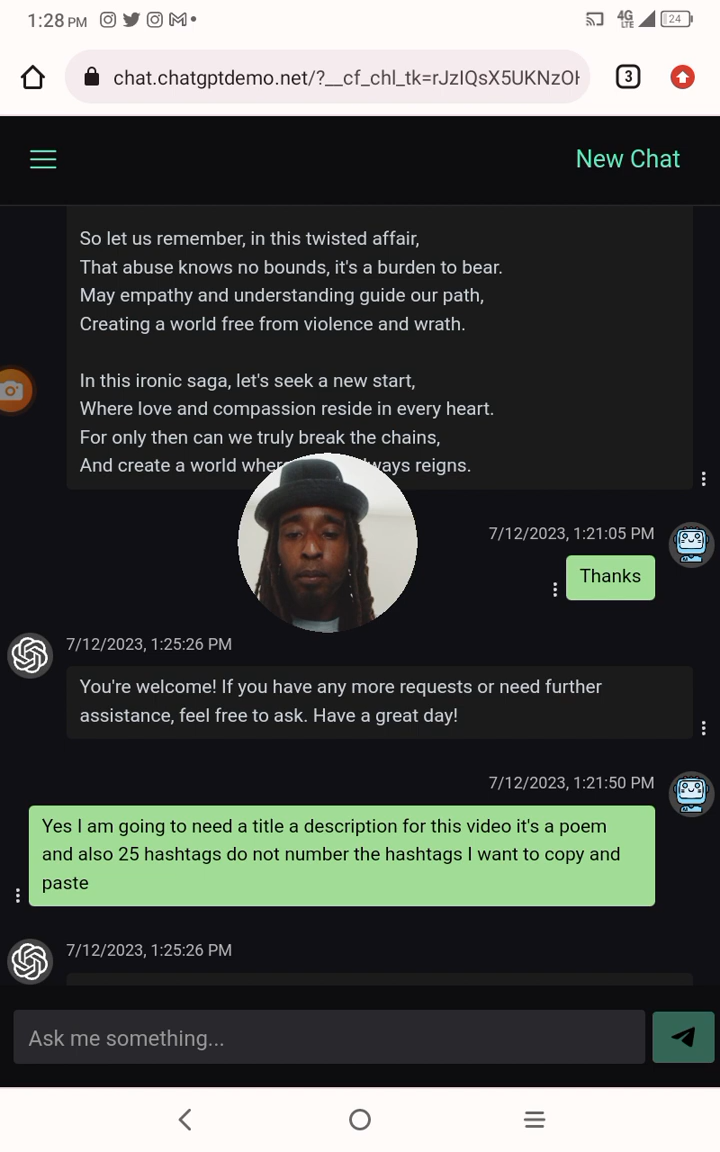 1:28 PM
4G
LTE
24
chat.chatgptdemo.net/?__cf_chl_tk=rJzIQsX5UKNzO
3
New Chat
So let us remember, in this twisted affair,
That abuse knows no bounds, it's a burden to bear.
May empathy and understanding guide our path,
Creating a world free from violence and wrath.
In this ironic saga, let's seek a new start,
Where love and compassion reside in every heart.
For only then can we truly break the chains,
And create a world reigns.
7/12/2023, 1:21:05 PM
Thanks
7/12/2023, 1:25:26 PM
You're welcome! If you have any more requests or need further
assistance, feel free to ask. Have a great day!
7/12/2023, 1:21:50 PM
Yes I am going to need a title a description for this video it's a poem
and also 25 hashtags do not number the hashtags I want to copy and
paste
7/12/2023, 1:25:26 PM
Ask me something...